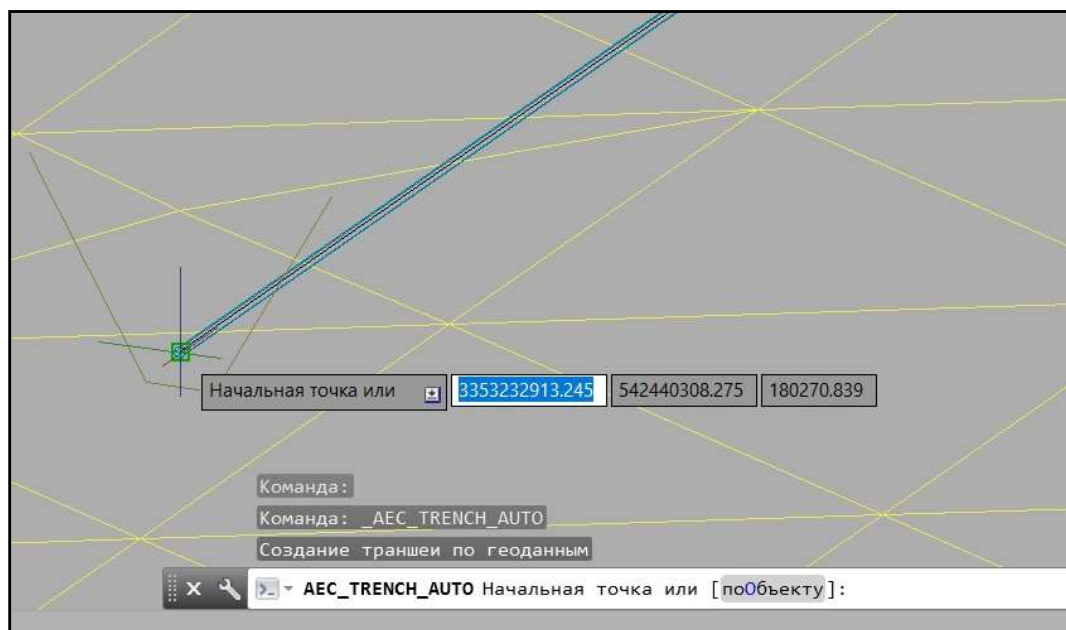 Начальная точка или 3353232913.245 542440308.275 180270.839
Команда:
Команда: _AEC_TRENCH_AUTO
Создание траншеи по геоданным
AEC_TRENCH_AUTO Начальная точка или [поОбъекту]: